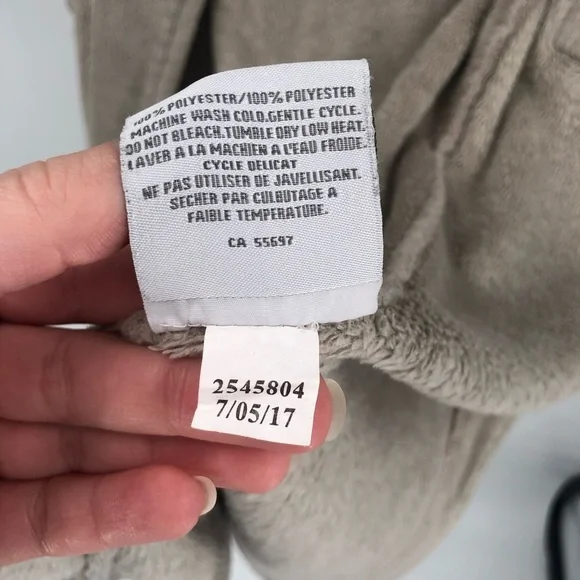 100% POLYESTER/100% POLYESTER
MACHINE WASH COLD.GENTLE CYCLE.
DO NOT BLEACH.TUMBLE DRY LOW HEAT.
LAVER A LA MACHIEN A L'EAU FROIDE.
CYCLE DELICAT
NE PAS UTILISER DE JAVELLISANT.
SECHER PAR CULBUTAGE A
FAIBLE TEMPERATURE.
CA 55697
2545804
7/05/17